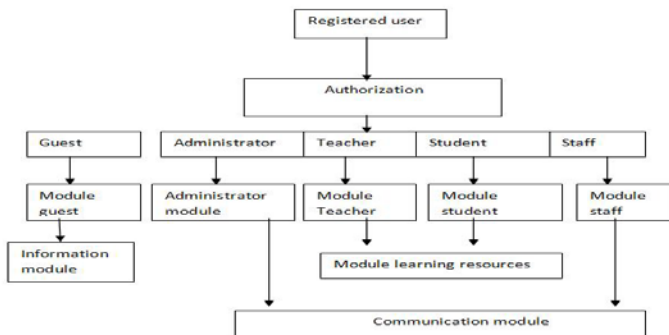 Registered user
Authorization
Guest
Administrator
Teacher
Student
Staff
Module
guest
Administrator
module
Module
Teacher
Module
student
Module
staff
Information
module
Module learning resources
Communication module